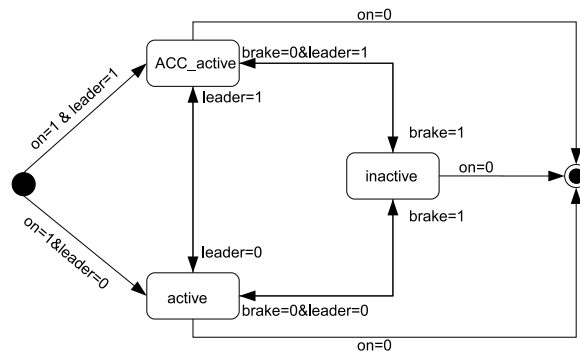 on=0
ACC_active
brake=0&leader=1
leader=1
on=1 & leader=1
brake=1
inactive
on=0
brake=1
on=1&leader=0
leader=0
active
brake=0&leader=0
on=0